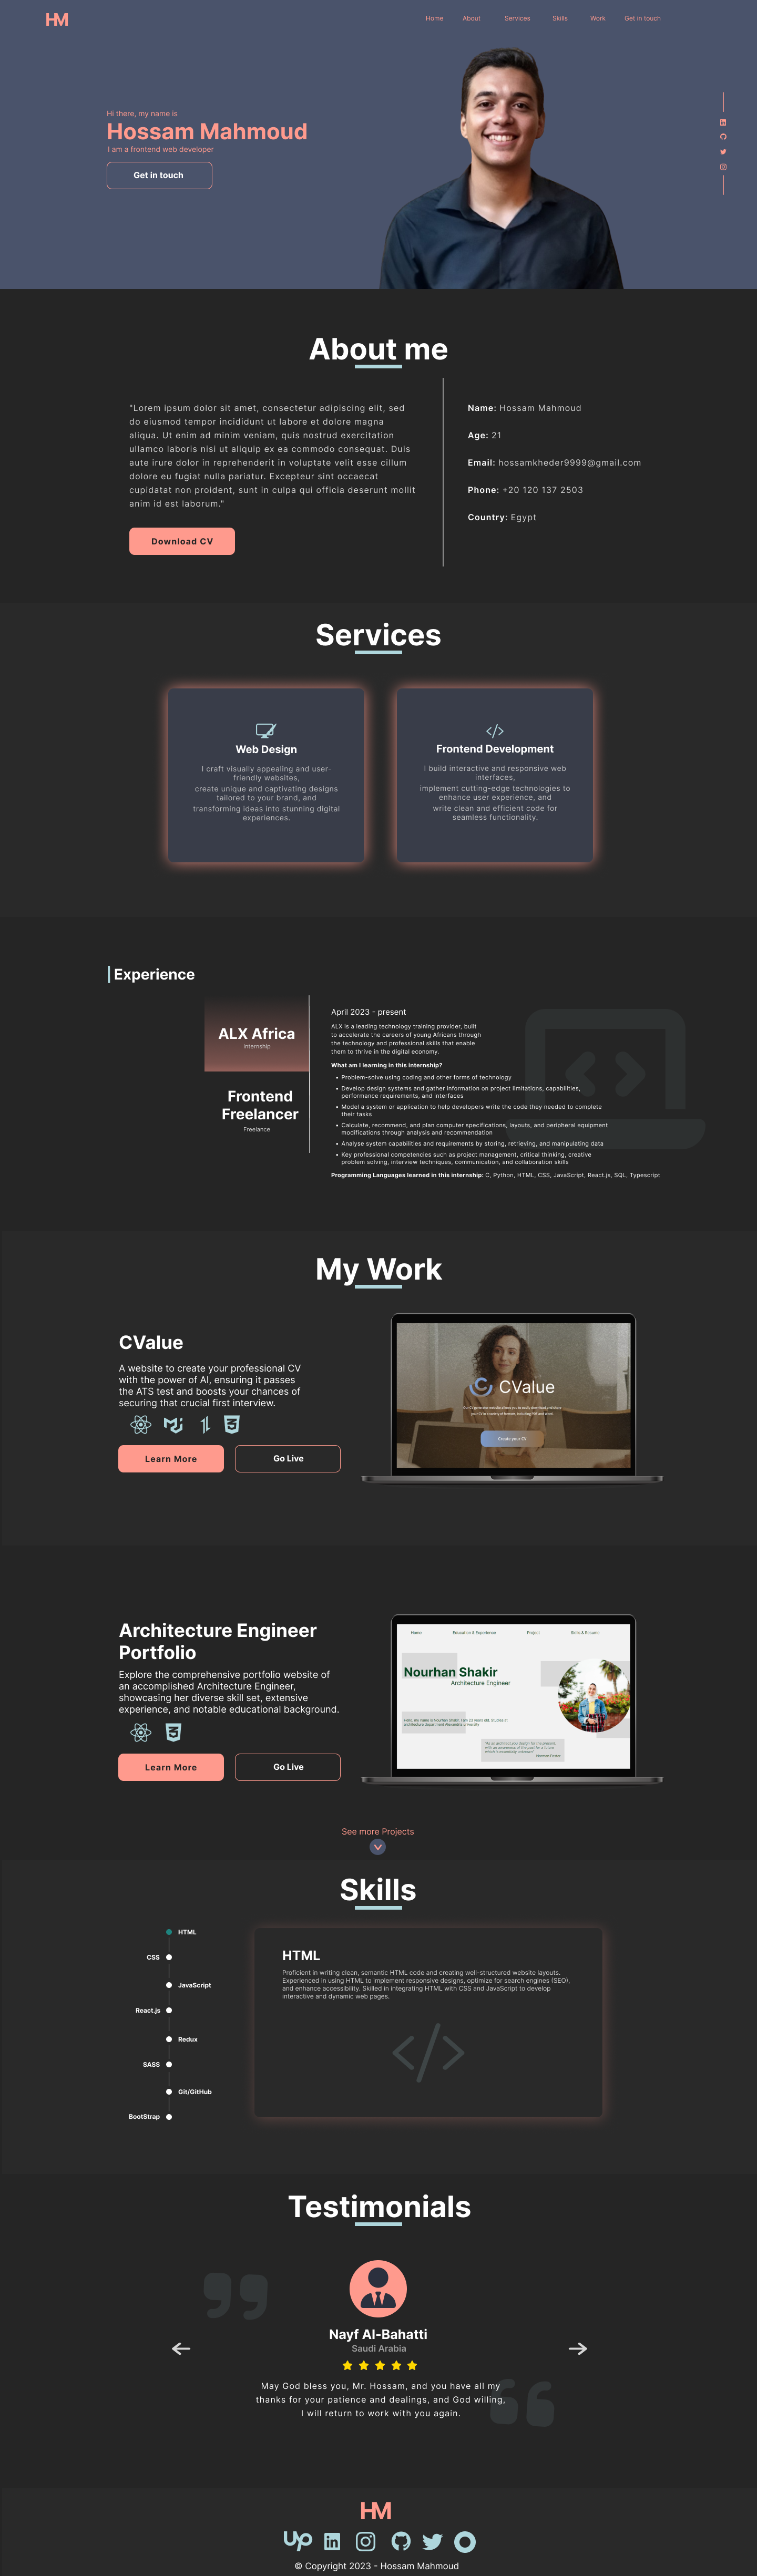 HM
Home About Services Skills Work Get in touch
Hi there, my name is
Hossam Mahmoud
I am a frontend web developer
Get in touch
About me
"Lorem ipsum dolor sit amet, consectetur adipiscing elit, sed
do eiusmod tempor incididunt ut labore et dolore magna
aliqua. Ut enim ad minim veniam, quis nostrud exercitation
ullamco laboris nisi ut aliquip ex ea commodo consequat. Duis
aute irure dolor in reprehenderit in voluptate velit esse cillum
dolore eu fugiat nulla pariatur. Excepteur sint occaecat
cupidatat non proident, sunt in culpa qui officia deserunt mollit
anim id est laborum."
Download CV
Name: Hossam Mahmoud
Age: 21
Email: hossamkheder9999@gmail.com
Phone: +20 120 137 2503
Country: Egypt
Services
Web Design
I craft visually appealing and user-
friendly websites,
create unique and captivating designs
tailored to your brand, and
transforming ideas into stunning digital
experiences.
Frontend Development
I build interactive and responsive web
interfaces,
implement cutting-edge technologies to
enhance user experience, and
write clean and efficient code for
seamless functionality.
Experience
ALX Africa
Internship
Frontend
Freelancer
Freelance
April 2023 - present
ALX is a leading technology training provider, built
to accelerate the careers of young Africans through
the technology and professional skills that enable
them to thrive in the digital economy.
What am I learning in this internship?
• Problem-solve using coding and other forms of technology
• Develop design systems and gather information on project limitations, capabilities,
performance requirements, and interfaces
• Model a system or application to help developers write the code they needed to complete
their tasks
• Calculate, recommend, and plan computer specifications, layouts, and peripheral equipment
modifications through analysis and recommendation
• Analyse system capabilities and requirements by storing, retrieving, and manipulating data
• Key professional competencies such as project management, critical thinking, creative
problem solving, interview techniques, communication, and collaboration skills
Programming Languages learned in this internship: C, Python, HTML, CSS, JavaScript, React.js, SQL, Typescript
My Work
CValue
A website to create your professional CV
with the power of AI, ensuring it passes
the ATS test and boosts your chances of
securing that crucial first interview.
Learn More
Go Live
CValue
Create your CV
Architecture Engineer
Portfolio
Explore the comprehensive portfolio website of
an accomplished Architecture Engineer,
showcasing her diverse skill set, extensive
experience, and notable educational background.
Learn More
Go Live
Home Education & Experience Project Skills & Resume
Nourhan Shakir
Architecture Engineer
Hello, my name is Nourhan Shakir, I am 23 years old. Studies at
architecture department Alexandria university
See more Projects
Skills
HTML
CSS
JavaScript
React.js
Redux
SASS
Git/GitHub
BootStrap
HTML
Proficient in writing clean, semantic HTML code and creating well-structured website layouts.
Experienced in using HTML to implement responsive designs, optimize for search engines (SEO),
and enhance accessibility. Skilled in integrating HTML with CSS and JavaScript to develop
interactive and dynamic web pages.
Testimonials
Nayf Al-Bahatti
Saudi Arabia
May God bless you, Mr. Hossam, and you have all my
thanks for your patience and dealings, and God willing,
I will return to work with you again.
HM
© Copyright 2023 - Hossam Mahmoud